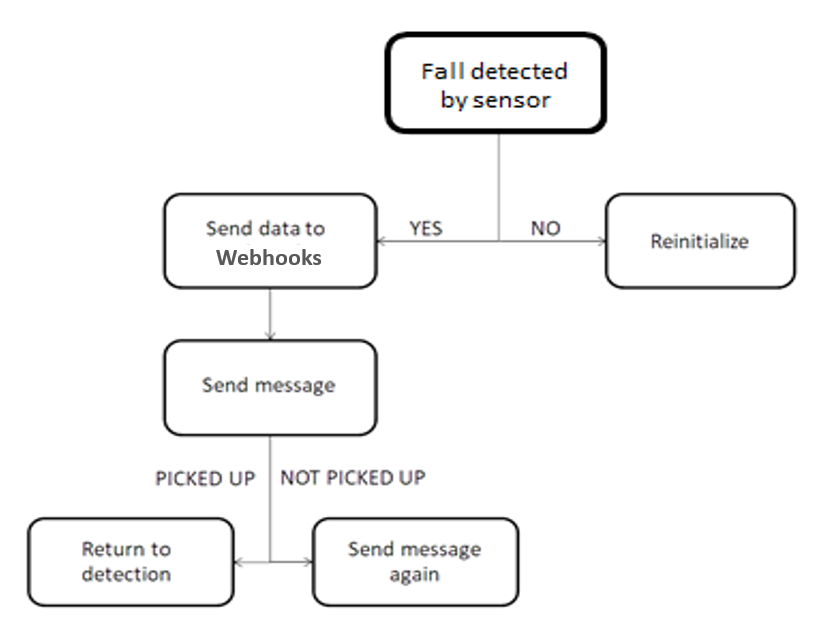 Fall detected
by sensor
Send data to
Webhooks
YES
NO
Reinitialize
Send message
PICKED UP
NOT PICKED UP
Return to
detection
Send message
again